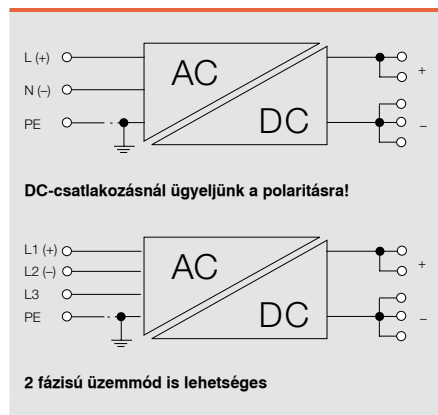 L (+)
AC
+
N (–)
PE
DC
–
DC-csatlakozásnál ügyeljünk a polaritásra!
L1 (+)
AC
L2 (–)
+
L3
PE
DC
–
2 fázisú üzemmód is lehetséges